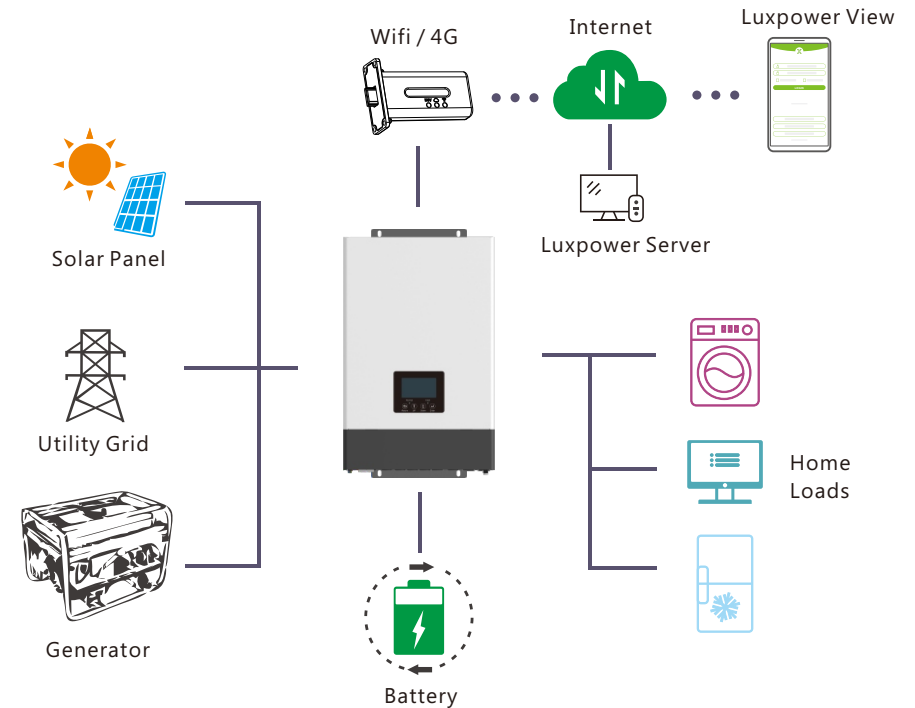 Luxpower View
Internet
Wifi / 4G
Luxpower Server
Solar Panel
Utility Grid
Home
Loads
Generator
Battery